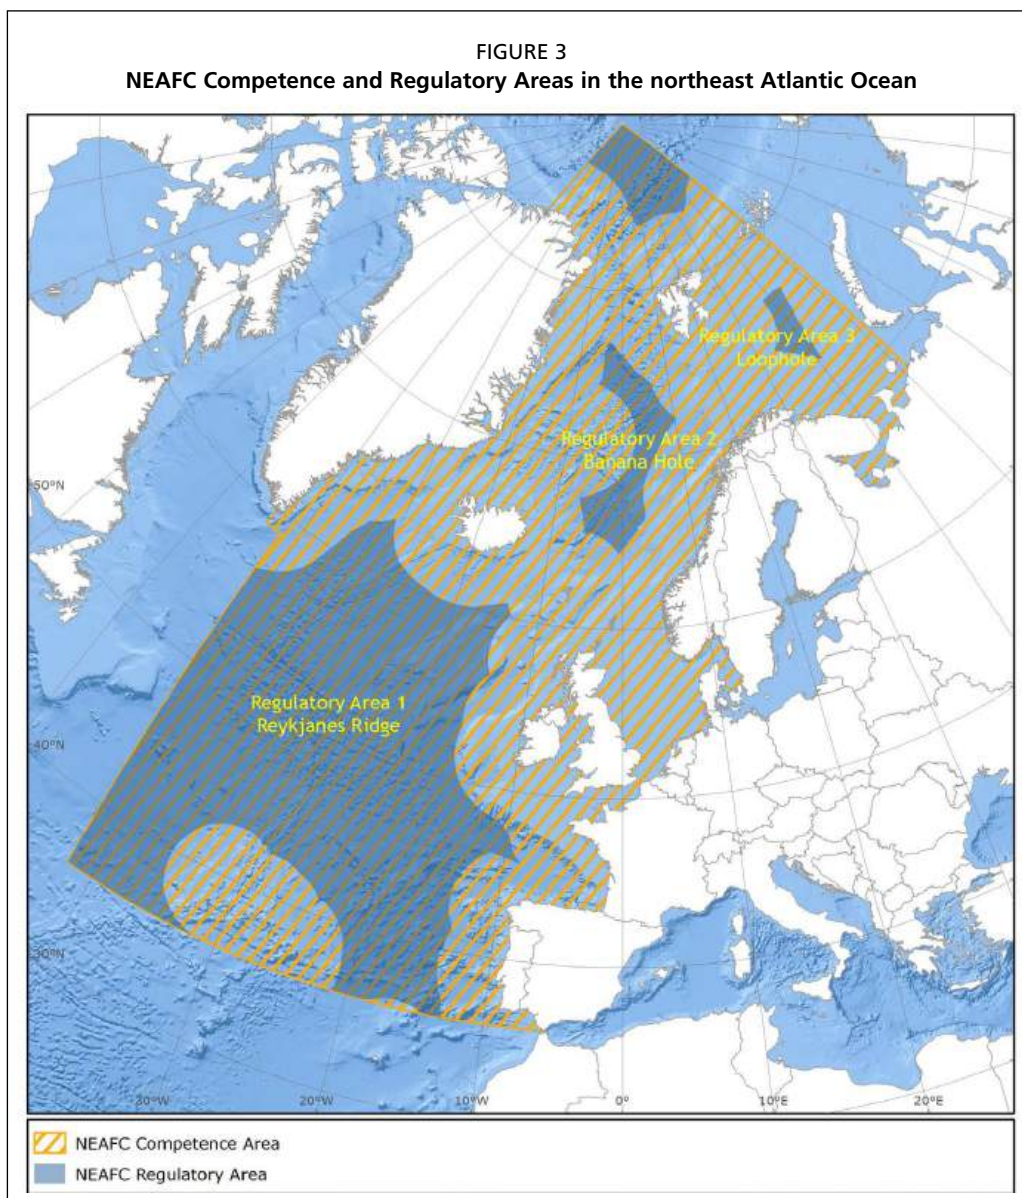 FIGURE 3
NEAFC Competence and Regulatory Areas in the northeast Atlantic Ocean
Regulatory Area 3
Loophole
Regulatory Area 2
Banana Hole
50°N
Regulatory Area 1
Reykjanes Ridge
40°N
30°N
30°W
20°W
10°W
0°
10°E
20°E
NEAFC Competence Area
NEAFC Regulatory Area